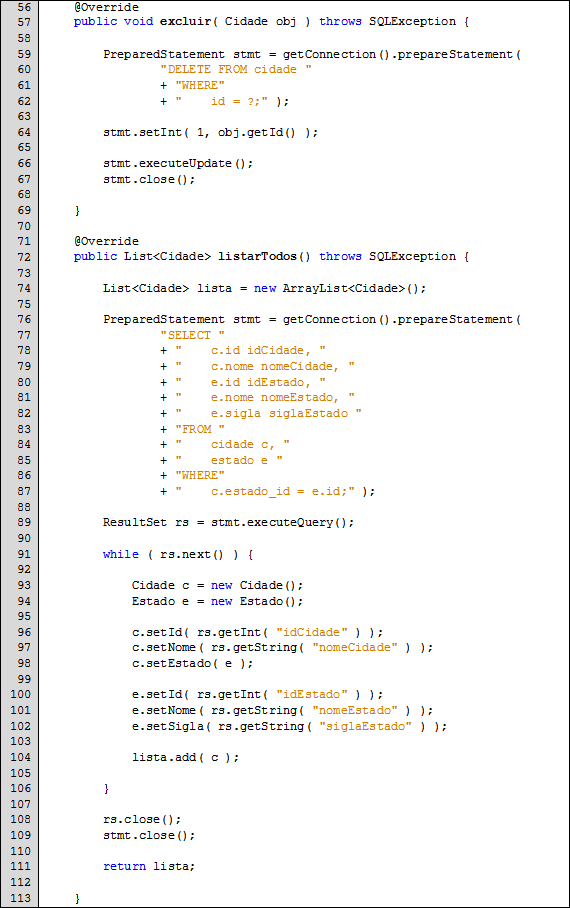 56     @Override
57     public void excluir( Cidade obj ) throws SQLException {
58
59         PreparedStatement stmt = getConnection().prepareStatement(
60                 "DELETE FROM cidade "
61                 + "WHERE"
62                 + "    id = ?;" );
63
64         stmt.setInt( 1, obj.getId() );
65
66         stmt.executeUpdate();
67         stmt.close();
68
69     }
70
71     @Override
72     public List<Cidade> listarTodos() throws SQLException {
73
74         List<Cidade> lista = new ArrayList<Cidade>();
75
76         PreparedStatement stmt = getConnection().prepareStatement(
77                 "SELECT "
78                 + "    c.id idCidade, "
79                 + "    c.nome nomeCidade, "
80                 + "    e.id idEstado, "
81                 + "    e.nome nomeEstado, "
82                 + "    e.sigla siglaEstado "
83                 + "FROM "
84                 + "    cidade c, "
85                 + "    estado e "
86                 + "WHERE"
87                 + "    c.estado_id = e.id;" );
88
89         ResultSet rs = stmt.executeQuery();
90
91         while ( rs.next() ) {
92
93             Cidade c = new Cidade();
94             Estado e = new Estado();
95
96             c.setId( rs.getInt( "idCidade" ) );
97             c.setNome( rs.getString( "nomeCidade" ) );
98             c.setEstado( e );
99
100             e.setId( rs.getInt( "idEstado" ) );
101             e.setNome( rs.getString( "nomeEstado" ) );
102             e.setSigla( rs.getString( "siglaEstado" ) );
103
104             lista.add( c );
105
106         }
107
108         rs.close();
109         stmt.close();
110
111         return lista;
112
113     }